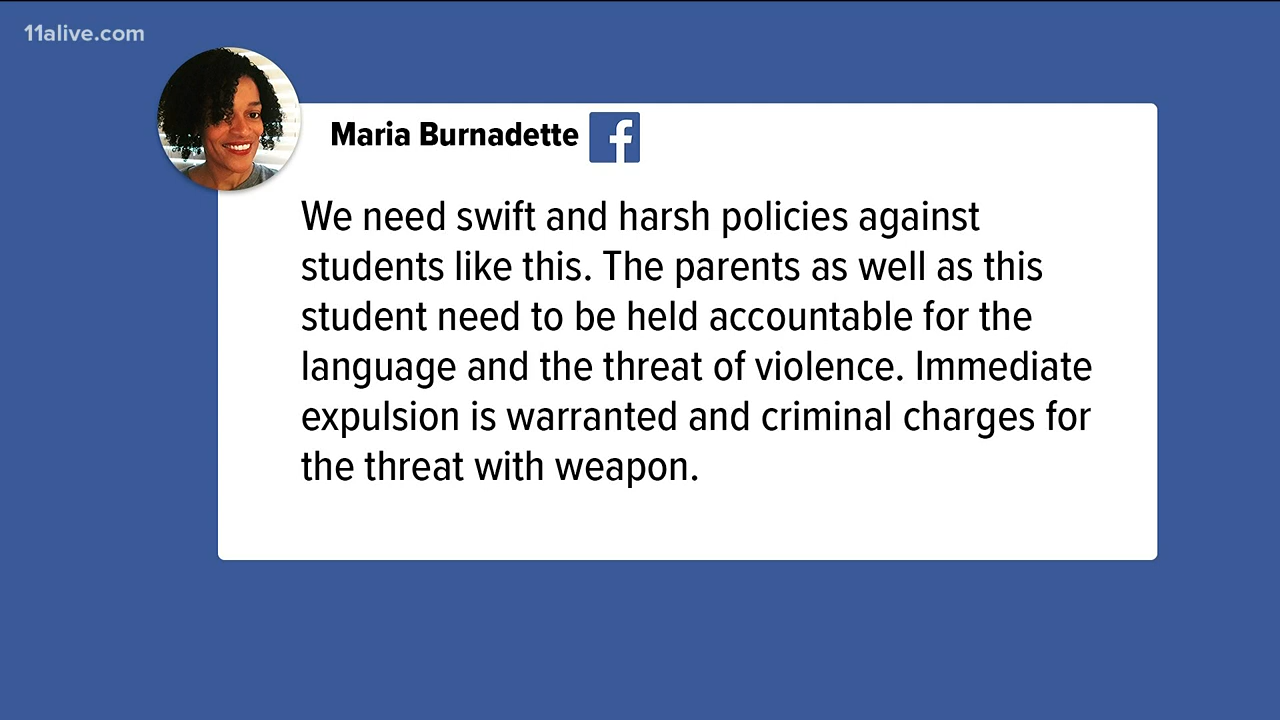 11alive.com
Maria Burnadette f
We need swift and harsh policies against
students like this. The parents as well as this
student need to be held accountable for the
language and the threat of violence. Immediate
expulsion is warranted and criminal charges for
the threat with weapon.